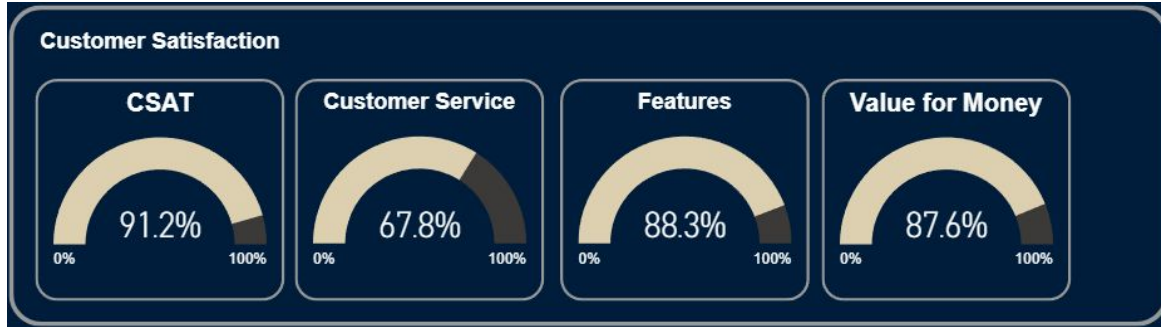 Customer Satisfaction
CSAT
91.2%
0% 100%
Customer Service
67.8%
0% 100%
Features
88.3%
0% 100%
Value for Money
87.6%
0% 100%